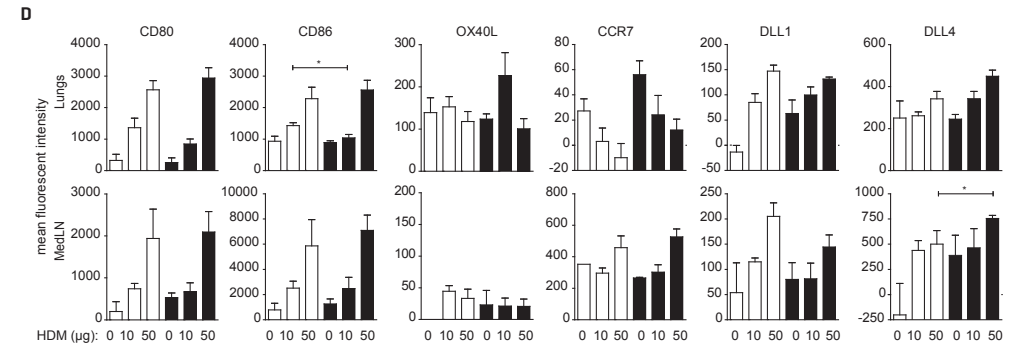 D
CD80 CD86 OX40L CCR7 DLL1 DLL4
mean fluorescent intensity
Lungs
4000 4000 300 80 200 600
3000 3000 60 150
200 40 100 400
2000 2000 20 50
1000 1000 100 0 0 200
0 0 0 -20 -50 0
*
MedLN
3000 10000 200 800 250 1000
8000 150 600 200 750
2000 6000 150 500
100 400 100 250
1000 4000 50 200 50 0
2000
0 0 0 0 0 -250
*
HDM (µg): 0 10 50 0 10 50 0 10 50 0 10 50 0 10 50 0 10 50 0 10 50 0 10 50 0 10 50 0 10 50 0 10 50 0 10 50